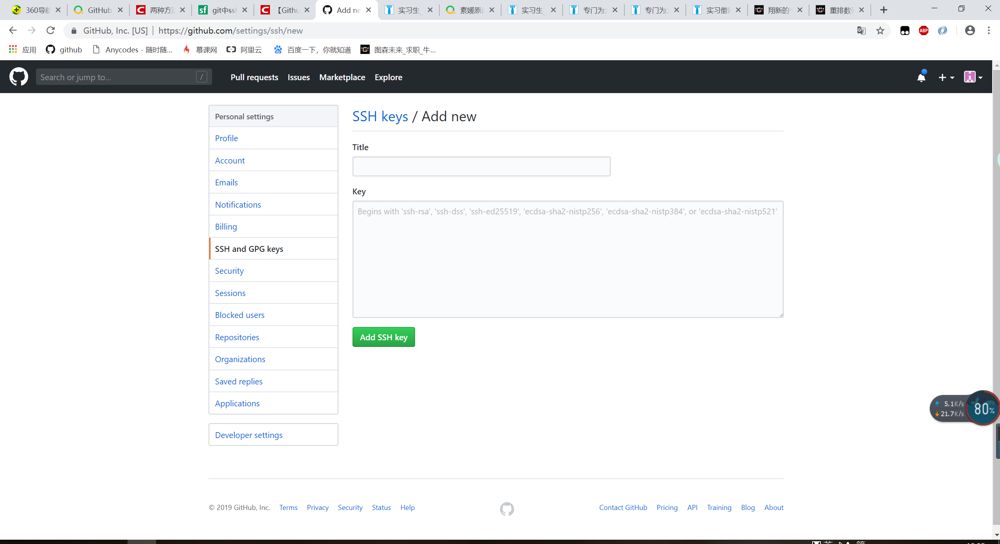 360导航 GitHub 两种方法 git中ssh 【Githu Add ne 实习生_ 素媛原 实习生_ 专门为 专门为 实习僧 翔新的 重排数
GitHub, Inc. [US] | https://github.com/settings/ssh/new
应用 github Anycodes - 随时随... 慕课网 阿里云 百度一下，你就知道 图森未来_求职_牛...
Search or jump to... / Pull requests Issues Marketplace Explore
Personal settings
Profile
Account
Emails
Notifications
Billing
SSH and GPG keys
Security
Sessions
Blocked users
Repositories
Organizations
Saved replies
Applications
Developer settings
SSH keys / Add new
Title
Key
Begins with 'ssh-rsa', 'ssh-dss', 'ssh-ed25519', 'ecdsa-sha2-nistp256', 'ecdsa-sha2-nistp384', or 'ecdsa-sha2-nistp521'
Add SSH key
5.1K/s
21.7K/s
80%
© 2019 GitHub, Inc. Terms Privacy Security Status Help Contact GitHub Pricing API Training Blog About